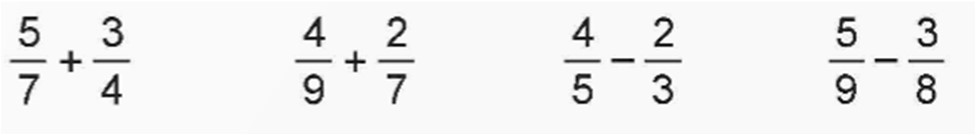 5/7 + 3/4    4/9 + 2/7    4/5 − 2/3    5/9 − 3/8